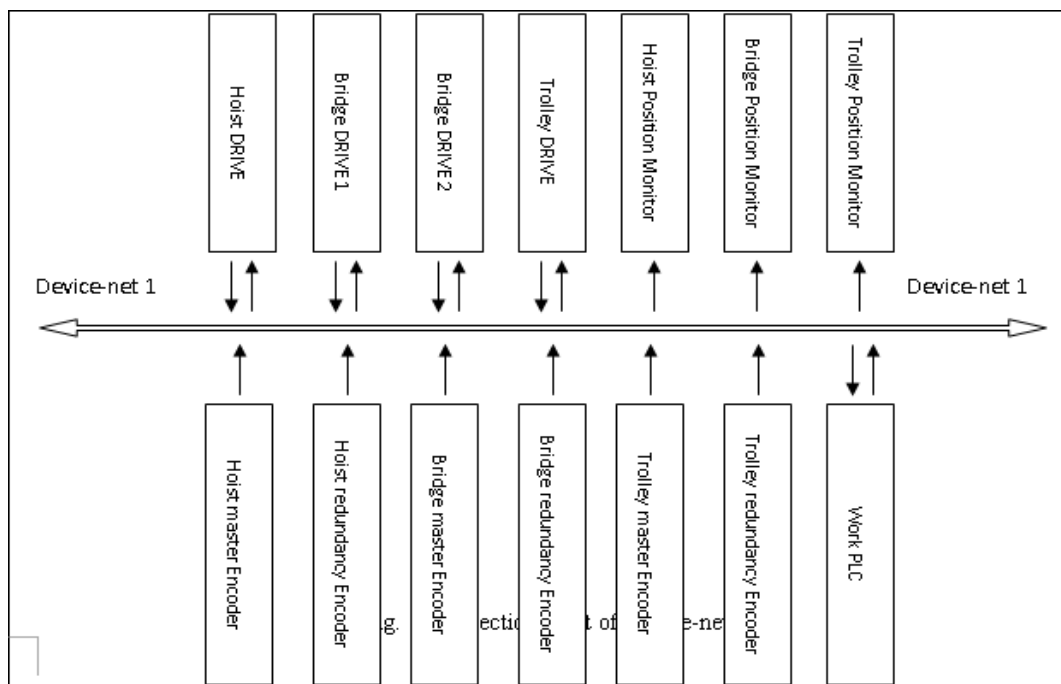 Hoist DRIVE
Bridge DRIVE1
Bridge DRIVE2
Trolley DRIVE
Hoist Position Monitor
Bridge Position Monitor
Trolley Position Monitor
Device-net 1
Device-net 1
Hoist master Encoder
Hoist redundancy Encoder
Bridge master Encoder
Bridge redundancy Encoder
Trolley master Encoder
Trolley redundancy Encoder
Work PLC